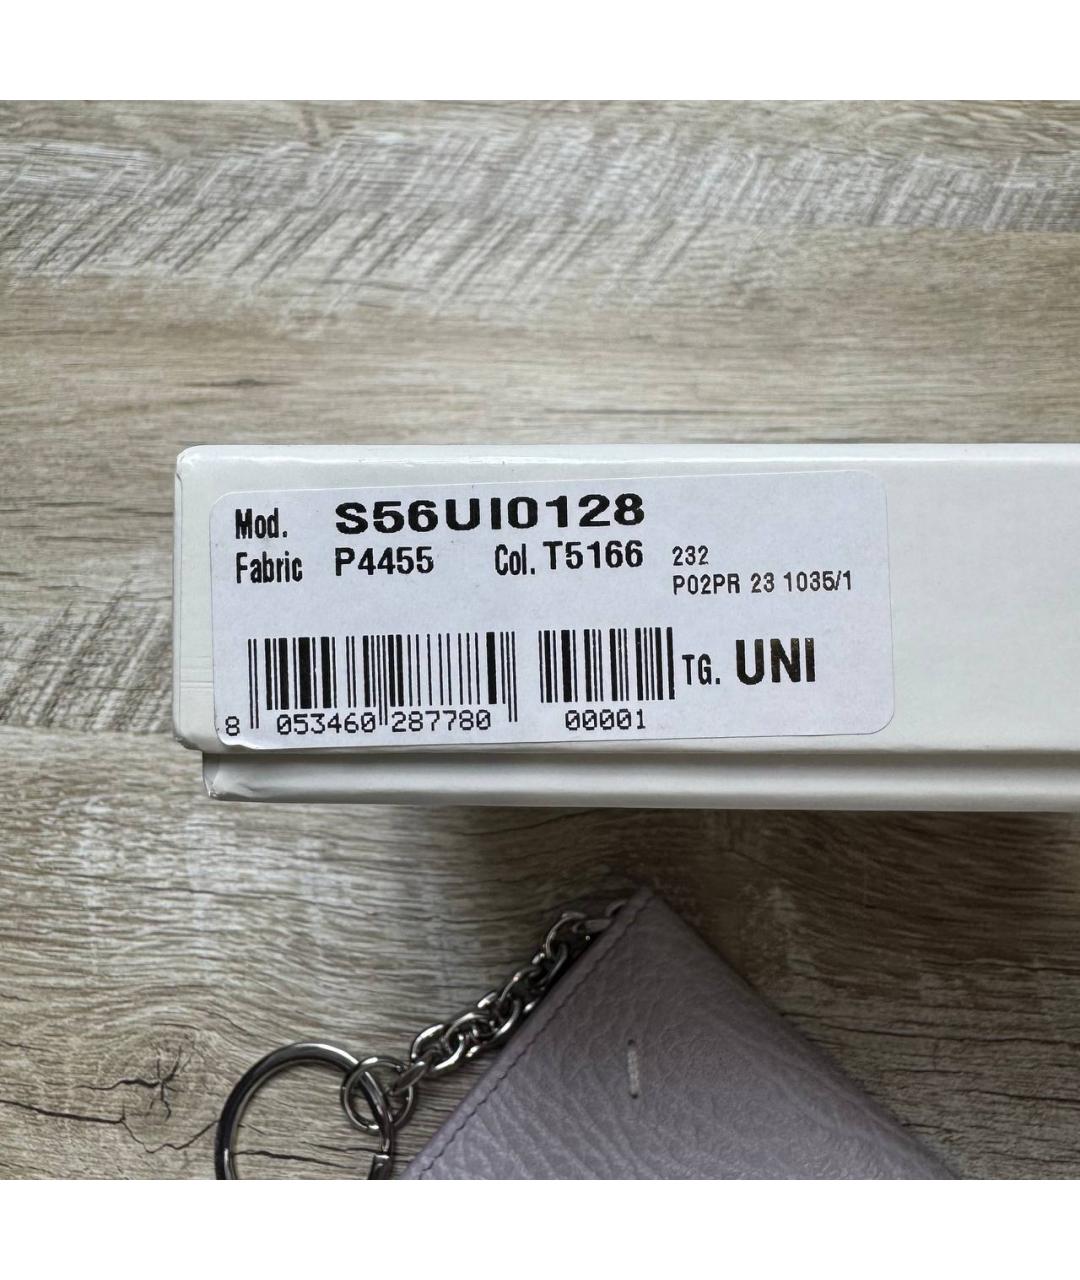 Mod. S56UI0128
Fabric P4455 Col. T5166 232
P02PR 23 1035/1
TG. UNI
8 053460 287780 00001